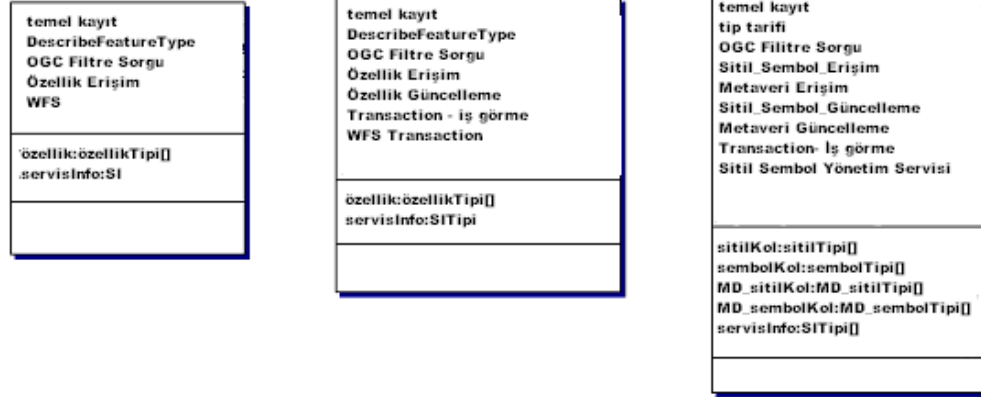 temel kayıt
DescribeFeatureType
OGC Filtre Sorgu
Özellik Erişim
WFS
özellik:özellikTipi[]
servisInfo:SI
temel kayıt
DescribeFeatureType
OGC Filtre Sorgu
Özellik Erişim
Özellik Güncelleme
Transaction - iş görme
WFS Transaction
özellik:özellikTipi[]
servisInfo:SITipi
temel kayıt
tip tarifi
OGC Filitre Sorgu
Sitil_Sembol_Erişim
Metaveri Erişim
Sitil_Sembol_Güncelleme
Metaveri Güncelleme
Transaction- İş görme
Sitil Sembol Yönetim Servisi
sitilKol:sitilTipi[]
sembolKol:sembolTipi[]
MD_sitilKol:MD_sitilTipi[]
MD_sembolKol:MD_sembolTipi[]
servisInfo:SITipi[]